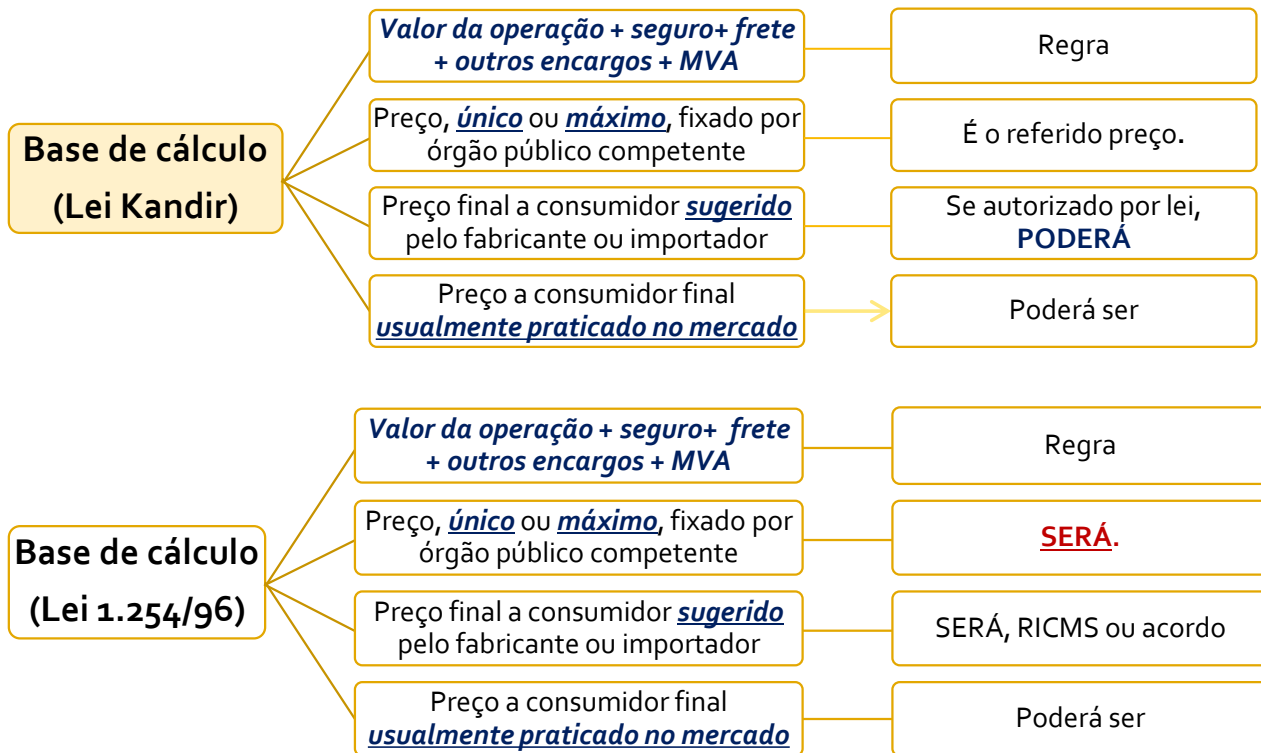 Base de cálculo
(Lei Kandir)
Valor da operação + seguro+ frete
+ outros encargos + MVA
Regra
Preço, único ou máximo, fixado por
órgão público competente
É o referido preço.
Preço final a consumidor sugerido
pelo fabricante ou importador
Se autorizado por lei,
PODERÁ
Preço a consumidor final
usualmente praticado no mercado
Poderá ser
Base de cálculo
(Lei 1.254/96)
Valor da operação + seguro+ frete
+ outros encargos + MVA
Regra
Preço, único ou máximo, fixado por
órgão público competente
SERÁ.
Preço final a consumidor sugerido
pelo fabricante ou importador
SERÁ, RICMS ou acordo
Preço a consumidor final
usualmente praticado no mercado
Poderá ser